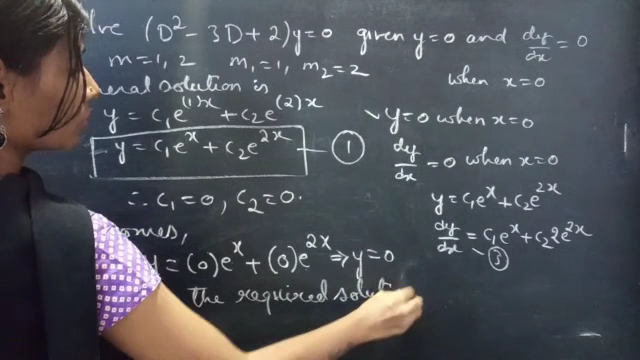 lve (D² - 3D + 2)y = 0 given y = 0 and dy/dx = 0
when x = 0
m = 1, 2 m₁ = 1, m₂ = 2
eral solution is
y = c₁e^(1)x + c₂e^(2)x
y = c₁e^x + c₂e^2x — ①
∴ c₁ = 0, c₂ = 0.
omes,
y = (0)e^x + (0)e^2x ⇒ y = 0
the required solut
y = 0 when x = 0
dy/dx = 0 when x = 0
y = c₁e^x + c₂e^2x
dy/dx = c₁e^x + c₂2e^2x
③